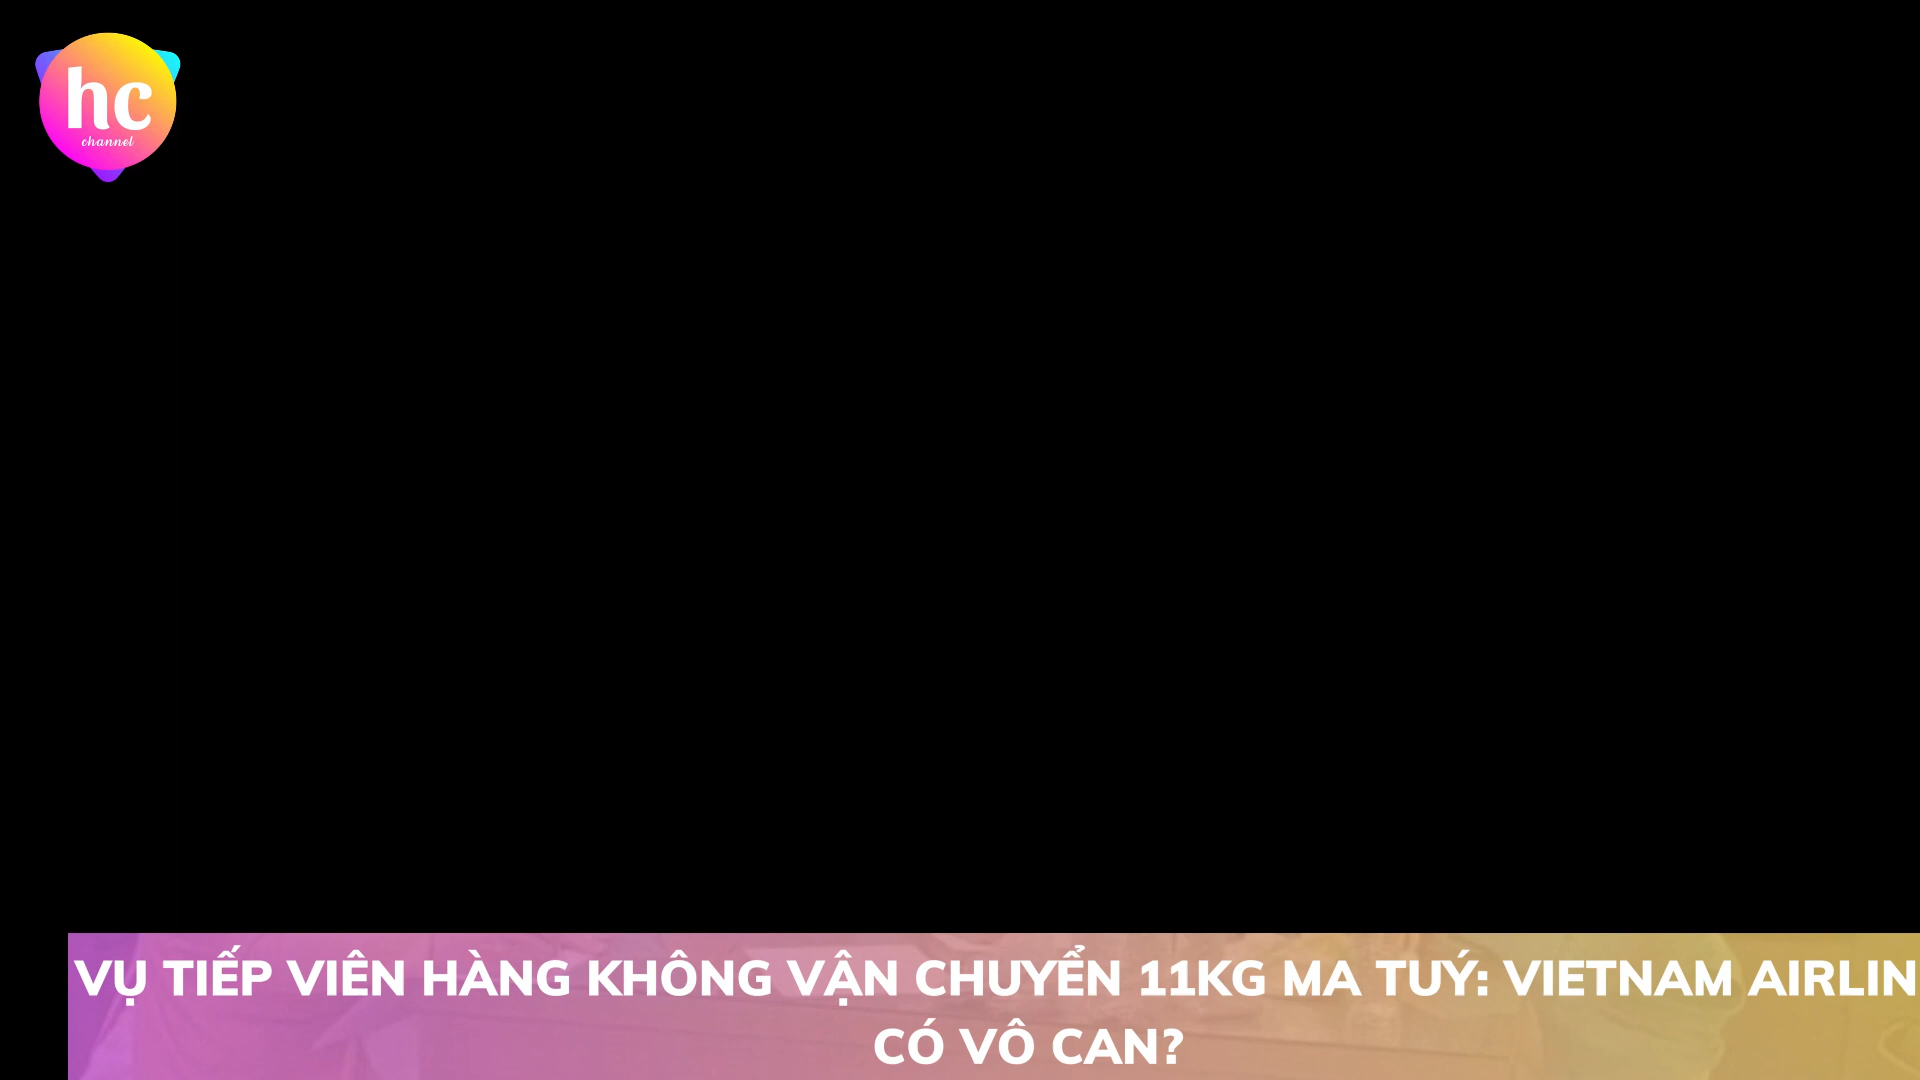 hc
channel
VỤ TIẾP VIÊN HÀNG KHÔNG VẬN CHUYỂN 11KG MA TUÝ: VIETNAM AIRLIN
CÓ VÔ CAN?